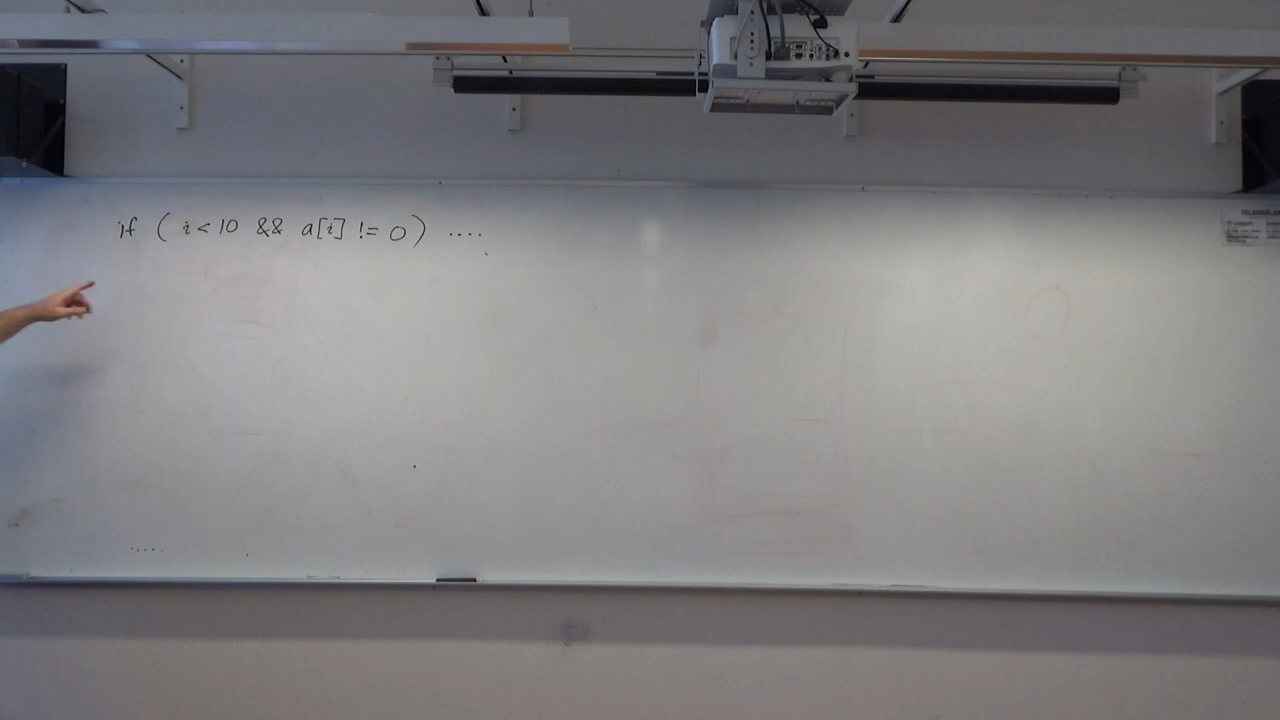 if ( i < 10 && a[i] != 0 ) ....
....